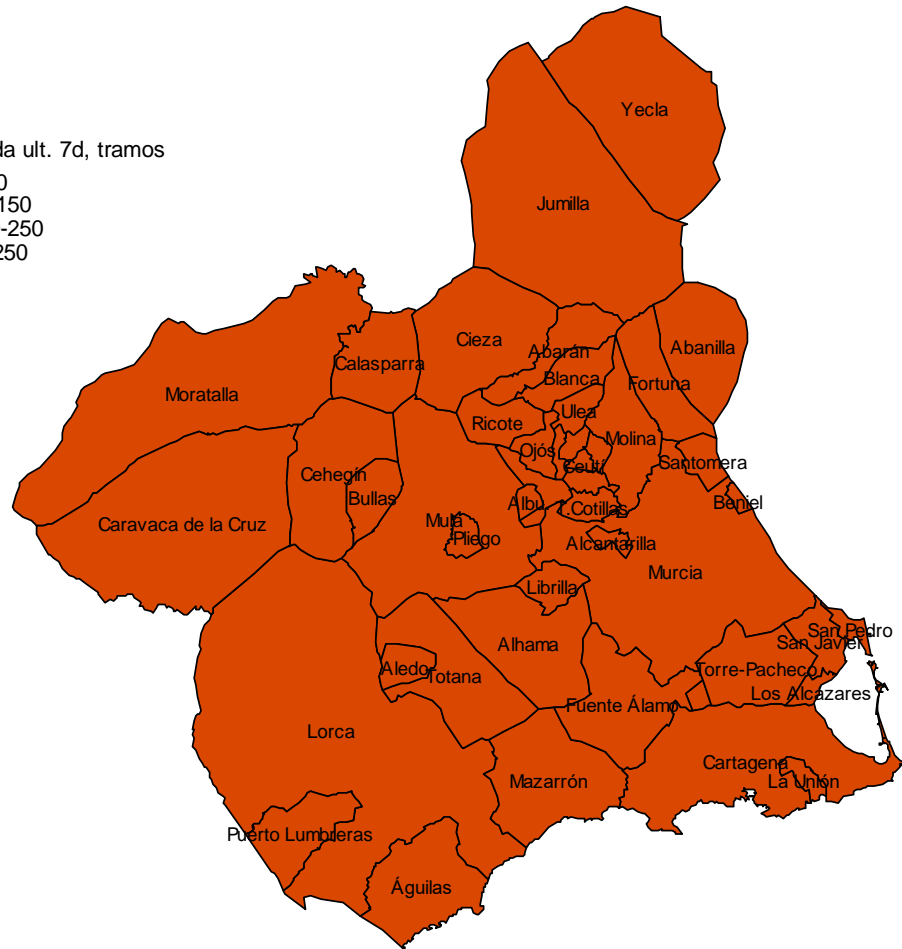 da ult. 7d, tramos
0
150
-250
250
Yecla
Jumilla
Cieza
Abarán
Abanilla
Calasparra
Blanca
Fortuna
Moratalla
Ulea
Ricote
Molina
Ojós
Ceutí
Santomera
Cehegín
Bullas
Albu.
.Cotillas
Beniel
Caravaca de la Cruz
Mula
Pliego
Alcantarilla
Murcia
Librilla
San Pedro
San Javier
Alhama
Aledo
Totana
Torre-Pacheco
Los Alcázares
Fuente Álamo
Lorca
Cartagena
Mazarrón
La Unión
Puerto Lumbreras
Águilas